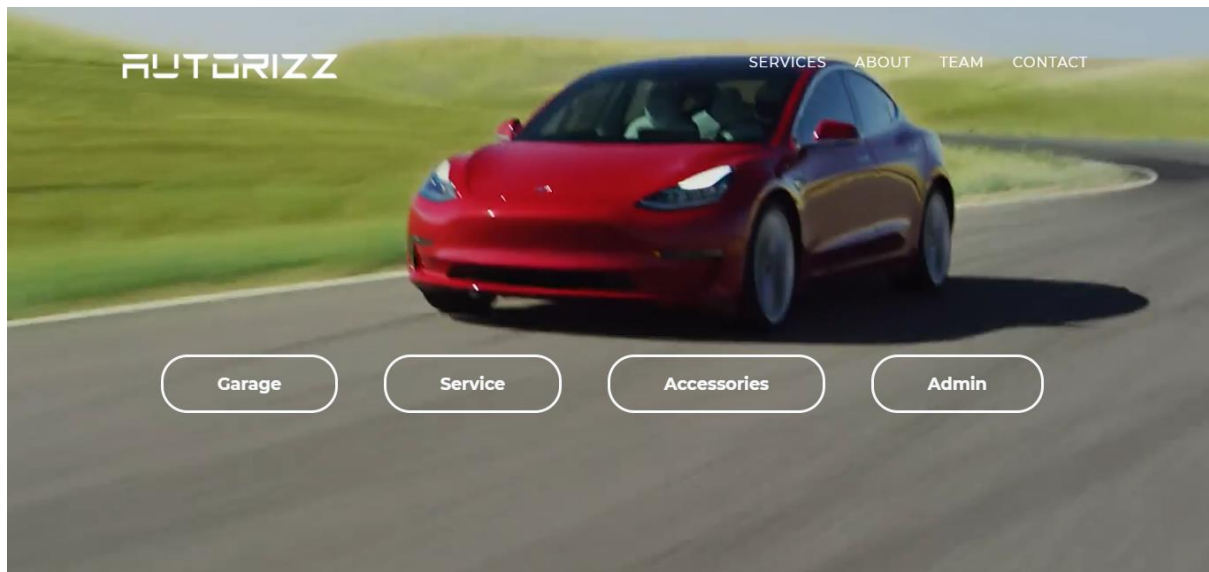 AUTORIZZ
SERVICES ABOUT TEAM CONTACT
Garage Service Accessories Admin